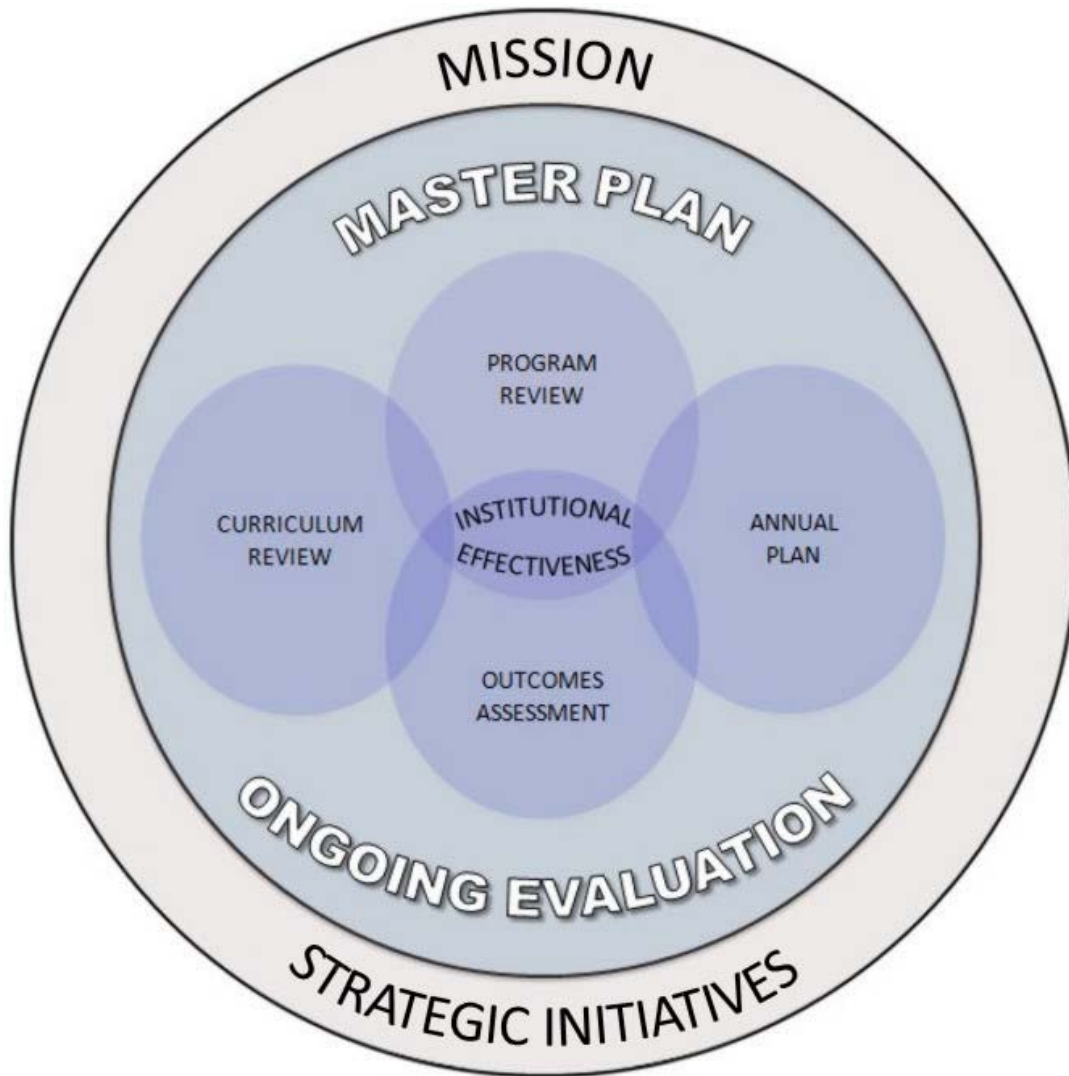 MISSION
MASTER PLAN
PROGRAM
REVIEW
CURRICULUM
REVIEW
INSTITUTIONAL
EFFECTIVENESS
ANNUAL
PLAN
OUTCOMES
ASSESSMENT
ONGOING EVALUATION
STRATEGIC INITIATIVES